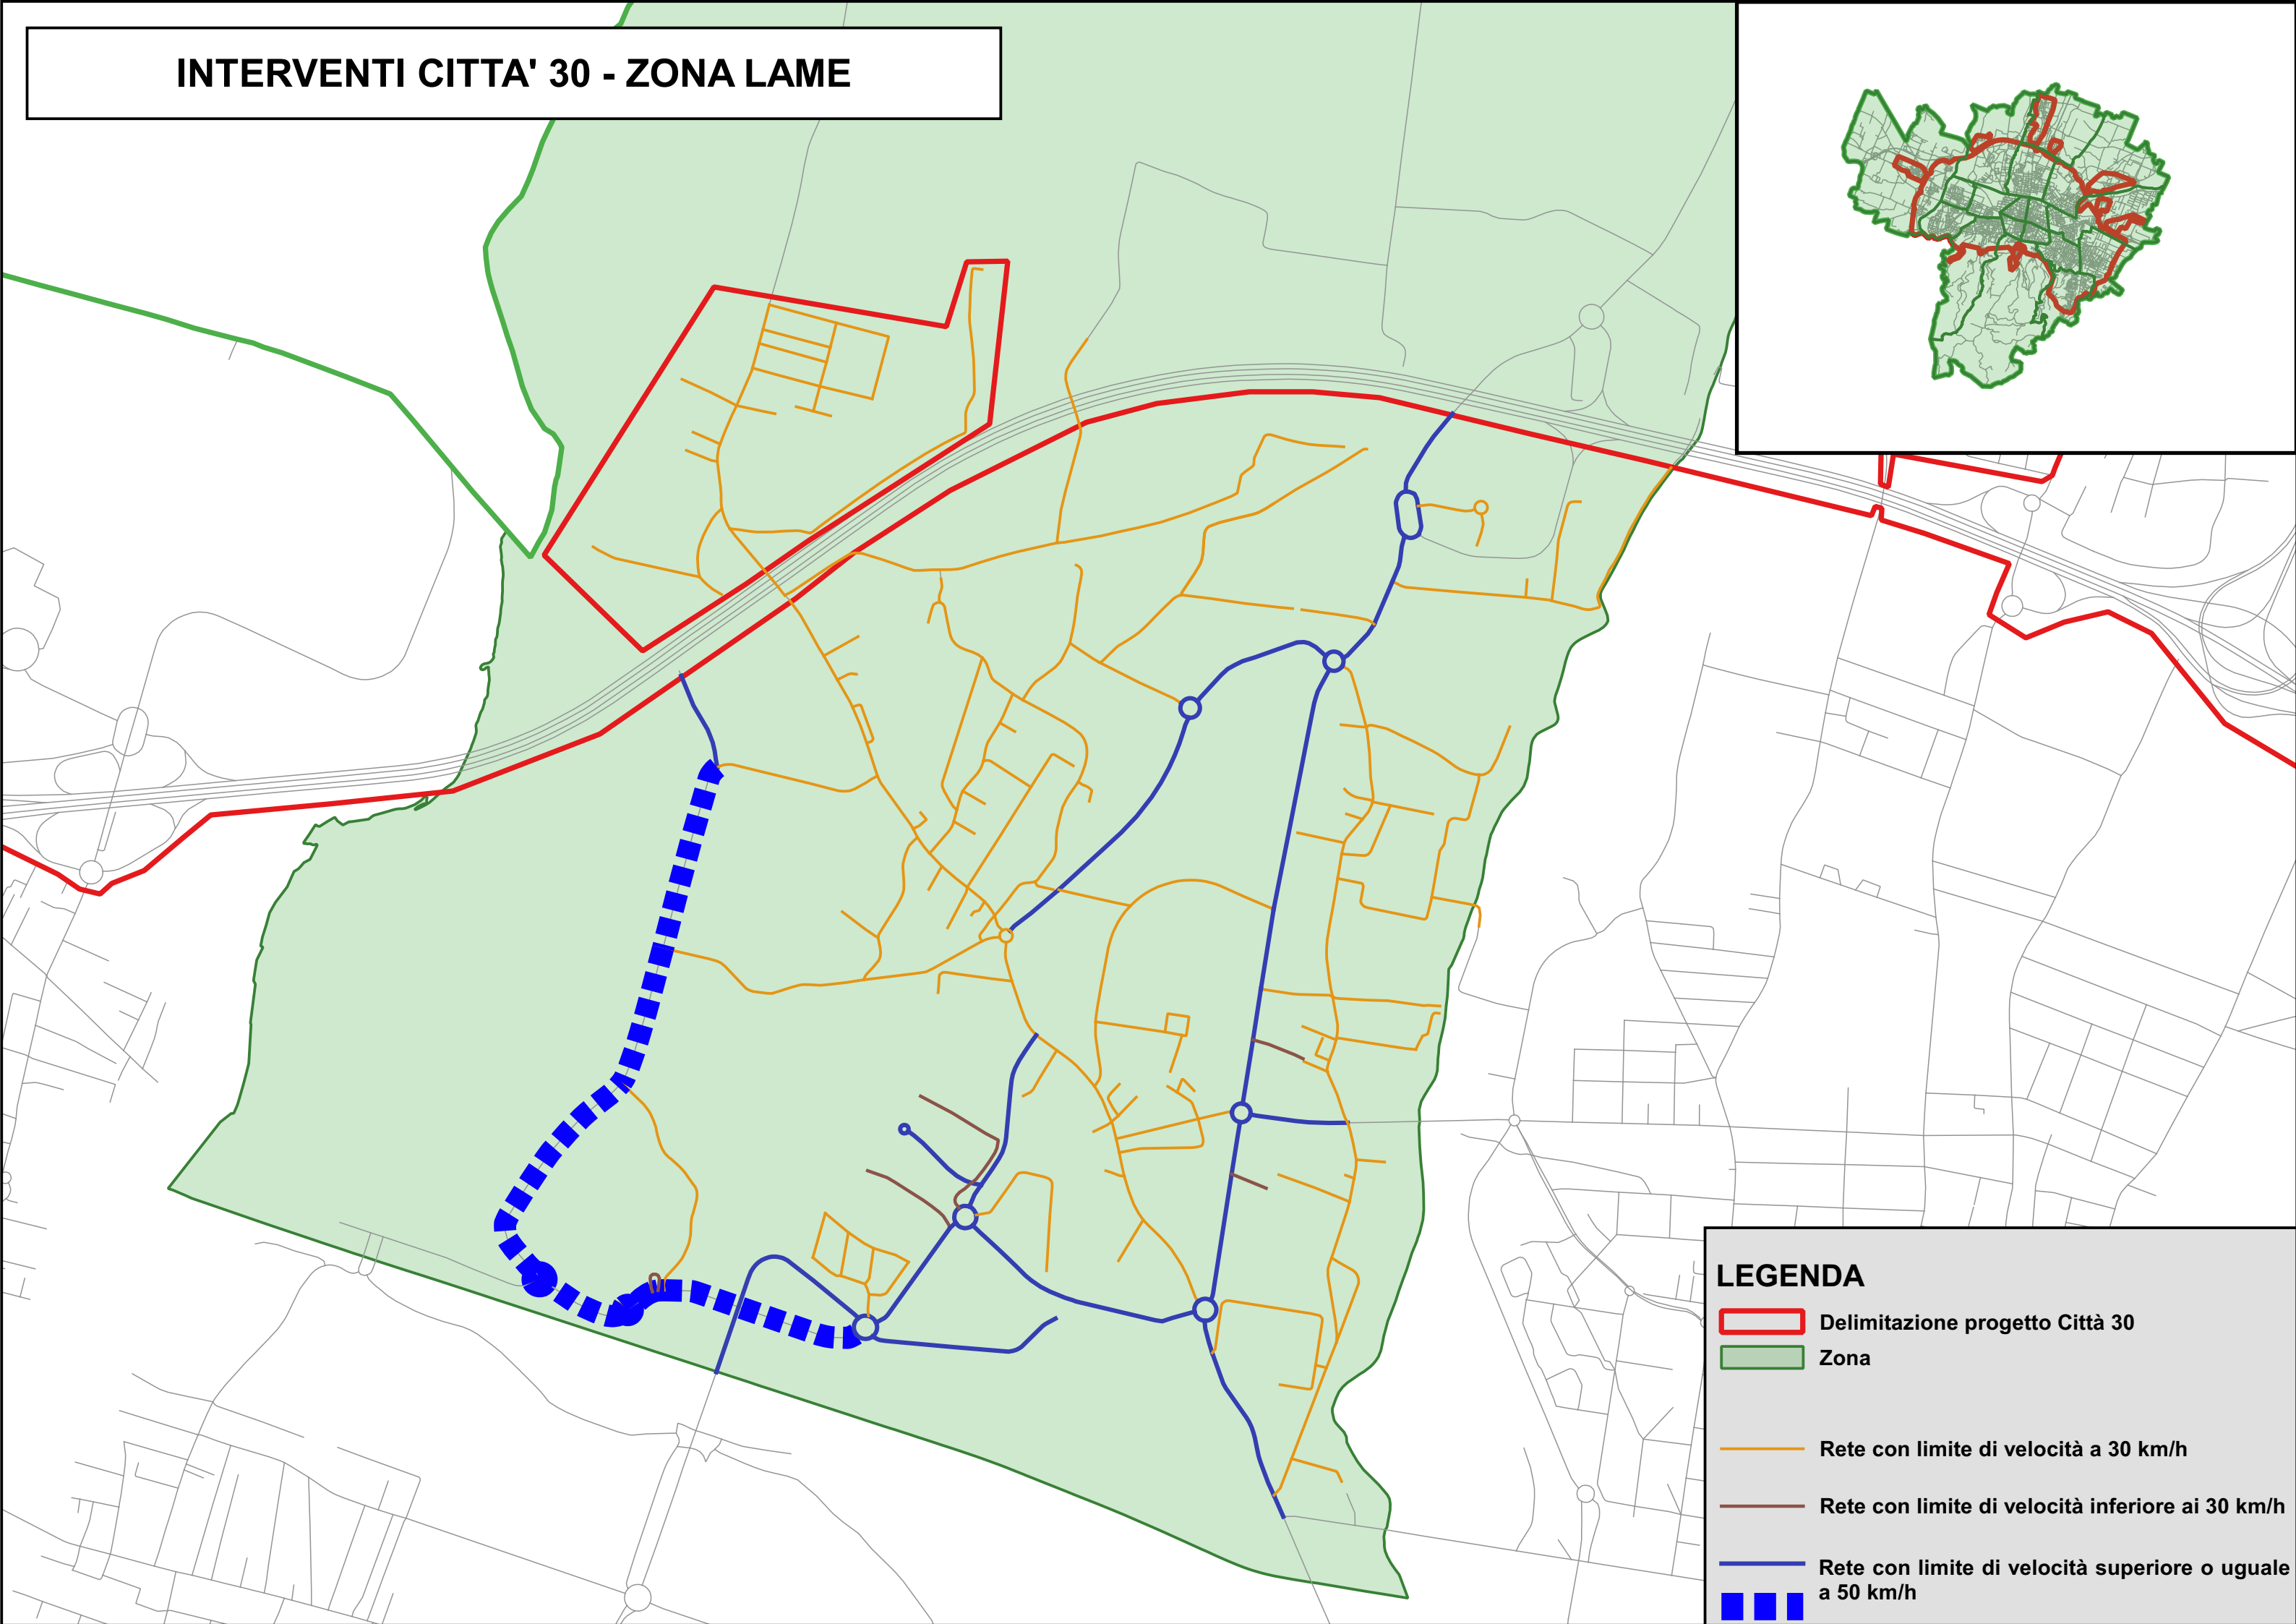 INTERVENTI CITTA' 30 - ZONA LAME
LEGENDA
Delimitazione progetto Città 30
Zona
Rete con limite di velocità a 30 km/h
Rete con limite di velocità inferiore ai 30 km/h
Rete con limite di velocità superiore o uguale
a 50 km/h